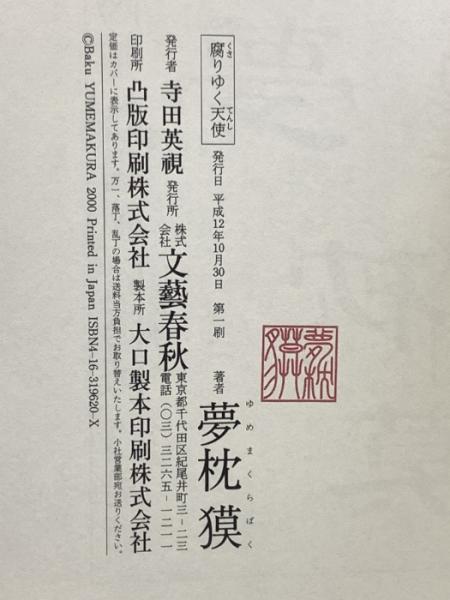 腐りゆく天使
くさ
てんし
発行日 平成12年10月30日 第一刷
著者 夢枕 獏
ゆめまくらばく
発行者 寺田英視
発行所 株式会社 文藝春秋
東京都千代田区紀尾井町三-二三
電話(〇三)三二六五-一二一一
印刷所 凸版印刷株式会社
製本所 大口製本印刷株式会社
定価はカバーに表示してあります。万一、落丁、乱丁の場合は送料当方負担でお取り替えいたします。小社営業部宛お送りください。
©Baku YUMEMAKURA 2000 Printed in Japan ISBN4-16-319620-X
夢枕